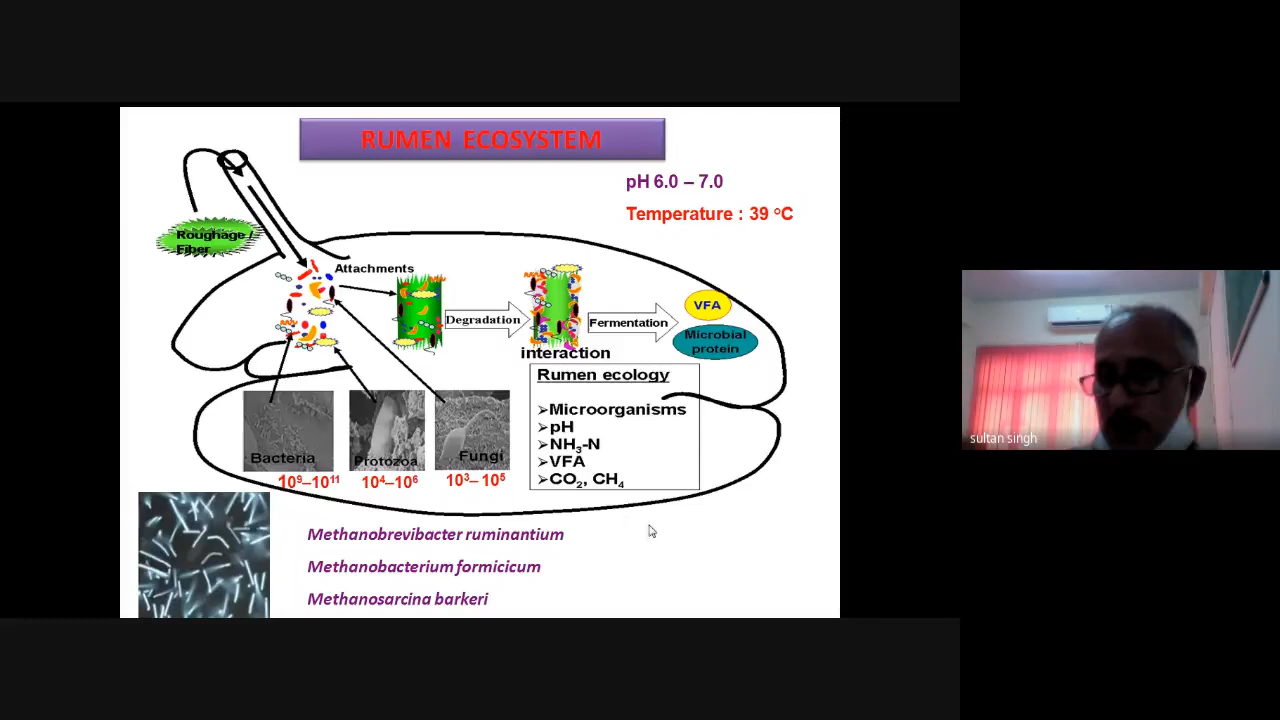 RUMEN ECOSYSTEM
pH 6.0 – 7.0
Temperature : 39 °C
Roughage /
Fiber
Attachments
Degradation
Fermentation
VFA
Microbial
protein
interaction
Rumen ecology
➢Microorganisms
➢pH
➢NH₃-N
➢VFA
➢CO₂, CH₄
Bacteria
Protozoa
Fungi
10⁹–10¹¹
10⁴–10⁶
10³–10⁵
Methanobrevibacter ruminantium
Methanobacterium formicicum
Methanosarcina barkeri
sultan singh